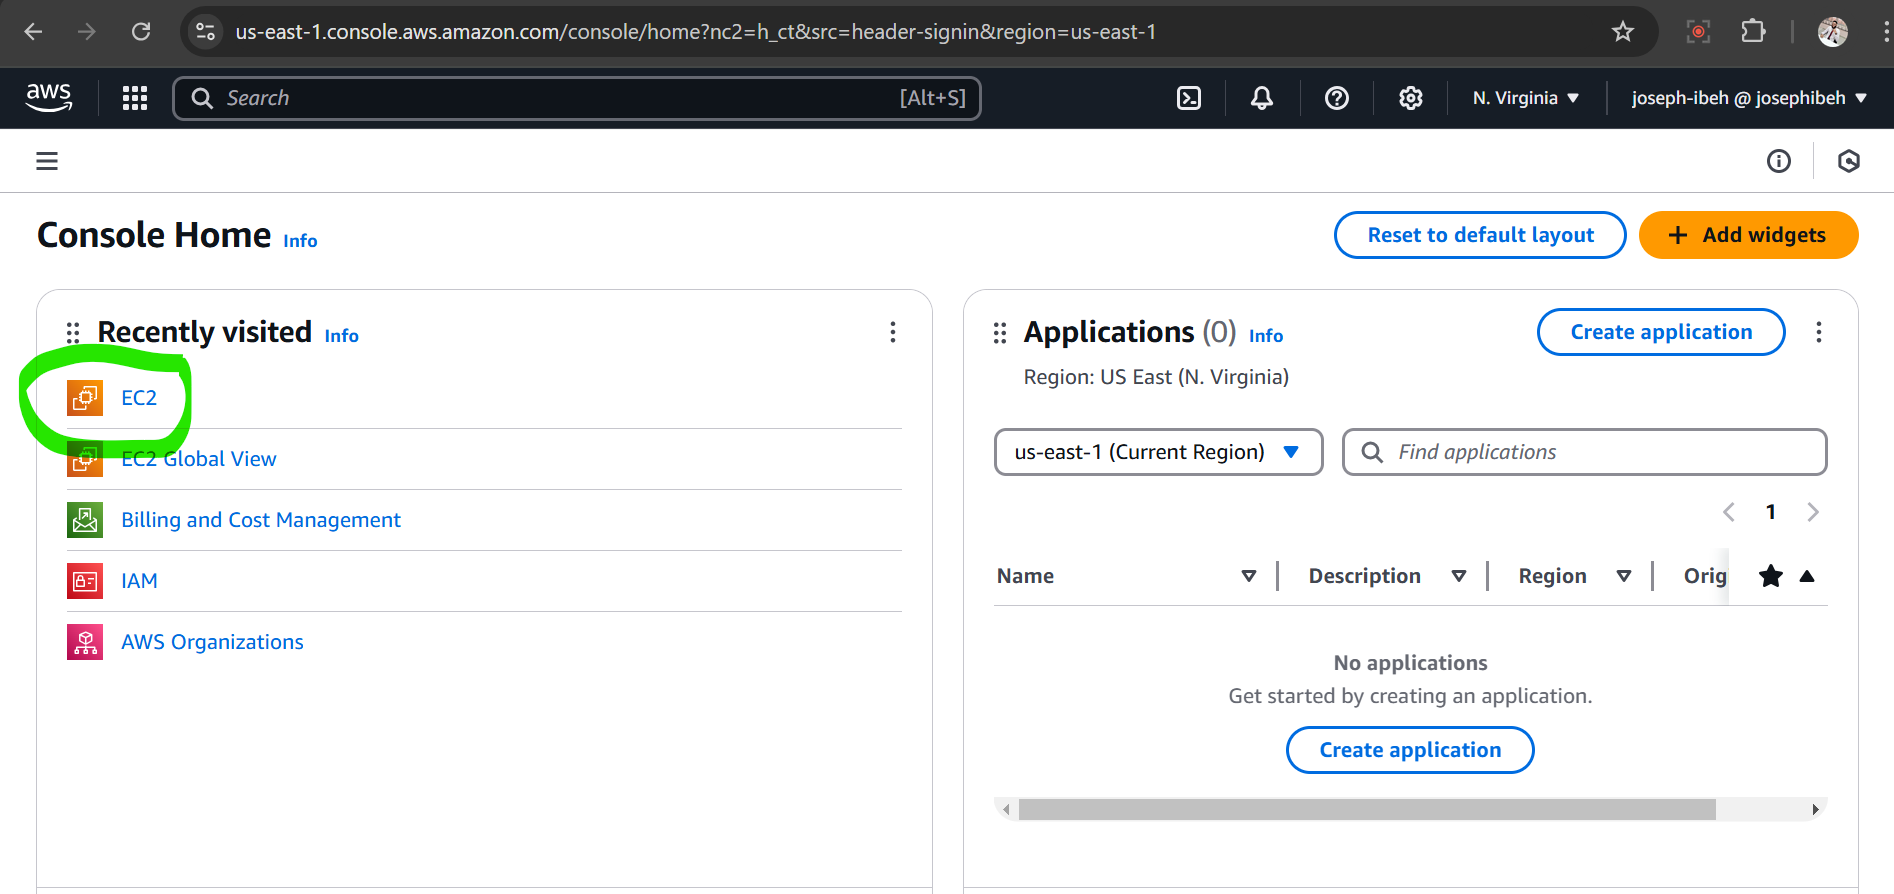 us-east-1.console.aws.amazon.com/console/home?nc2=h_ct&src=header-signin&region=us-east-1
aws
Search
[Alt+S]
N. Virginia
joseph-ibeh @ josephibeh
Console Home Info
Reset to default layout
+ Add widgets
Recently visited Info
EC2
EC2 Global View
Billing and Cost Management
IAM
AWS Organizations
Applications (0) Info
Create application
Region: US East (N. Virginia)
us-east-1 (Current Region)
Find applications
1
Name
Description
Region
Orig
No applications
Get started by creating an application.
Create application